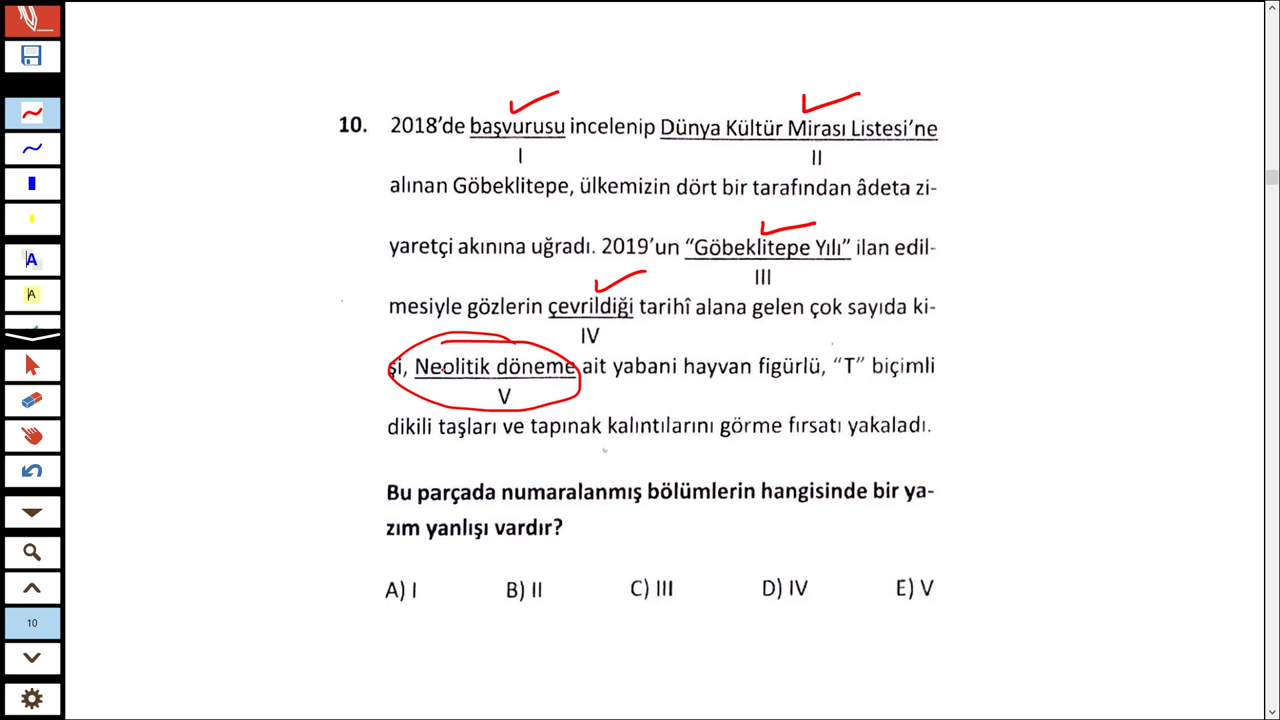 10. 2018’de başvurusu incelenip Dünya Kültür Mirası Listesi’ne
I II
alınan Göbeklitepe, ülkemizin dört bir tarafından âdeta zi-
yaretçi akınına uğradı. 2019’un “Göbeklitepe Yılı” ilan edil-
III
mesiyle gözlerin çevrildiği tarihî alana gelen çok sayıda ki-
IV
şi, Neolitik döneme ait yabani hayvan figürlü, “T” biçimli
V
dikili taşları ve tapınak kalıntılarını görme fırsatı yakaladı.
Bu parçada numaralanmış bölümlerin hangisinde bir ya-
zım yanlışı vardır?
A) I B) II C) III D) IV E) V
A
A
10